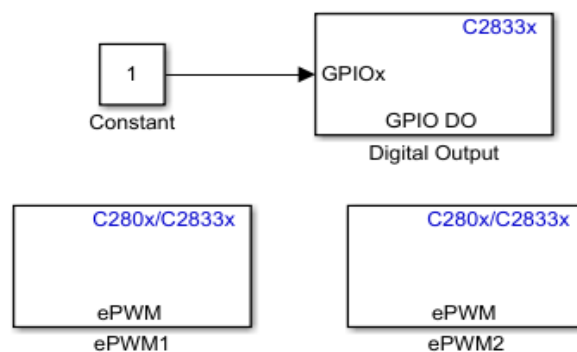 C2833x
1
GPIOx
GPIO DO
Constant
Digital Output
C280x/C2833x
C280x/C2833x
ePWM
ePWM
ePWM1
ePWM2